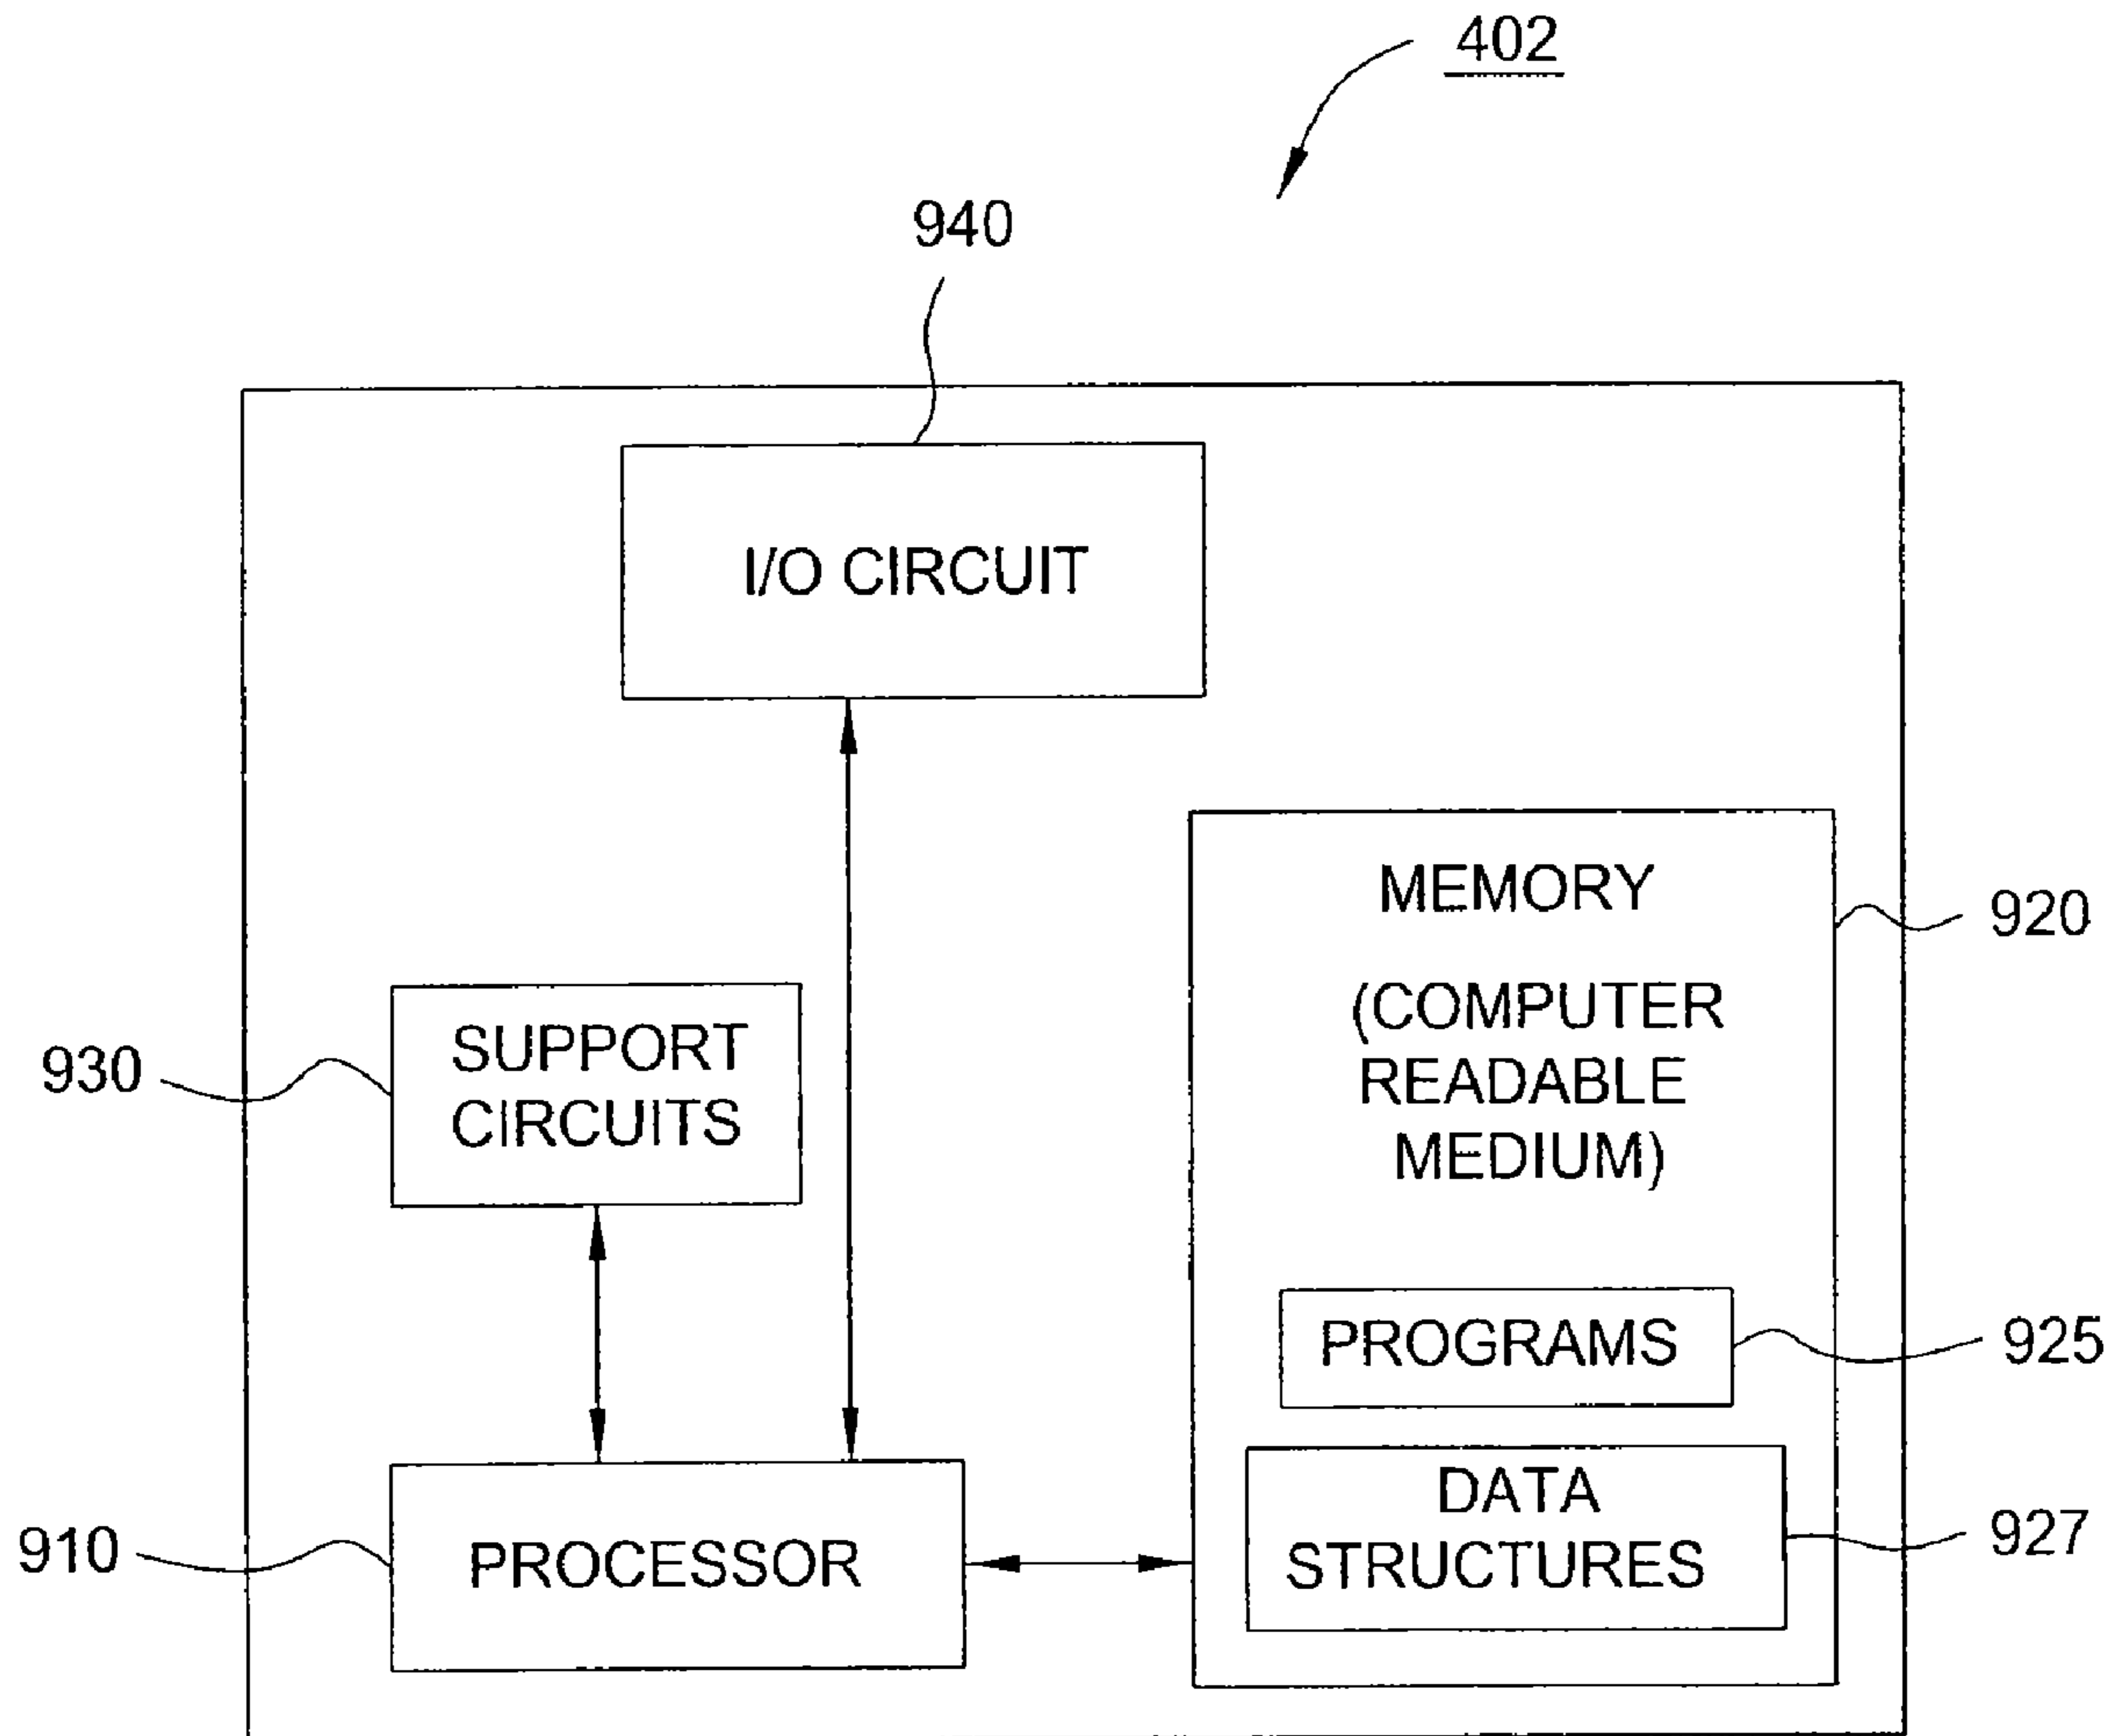 402
940
I/O CIRCUIT
MEMORY
920
(COMPUTER
READABLE
MEDIUM)
930
SUPPORT
CIRCUITS
PROGRAMS
925
DATA
STRUCTURES
927
910
PROCESSOR